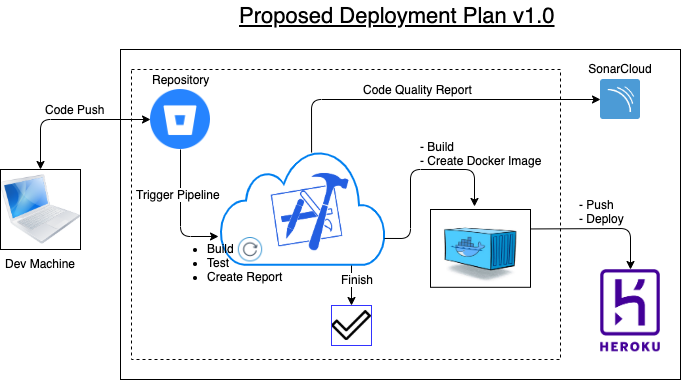 Proposed Deployment Plan v1.0
Repository
SonarCloud
Code Push
Code Quality Report
- Build
- Create Docker Image
Trigger Pipeline
- Push
- Deploy
Dev Machine
• Build
• Test
• Create Report
Finish
HEROKU